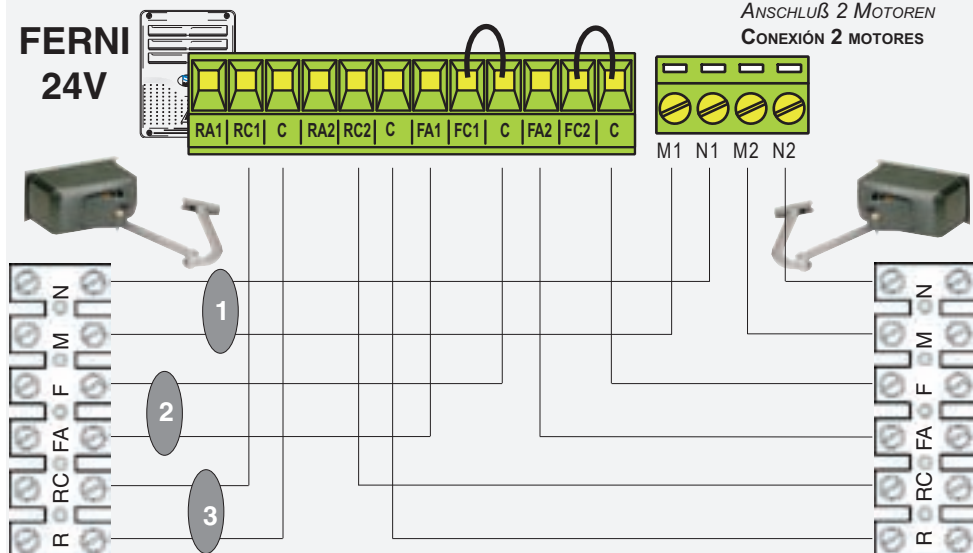 ANSCHLUß 2 MOTOREN
CONEXIÓN 2 MOTORES
FERNI
24V
RA1 RC1 C RA2 RC2 C FA1 FC1 C FA2 FC2 C
M1 N1 M2 N2
N
M
F
FA
RC
R
1
2
3
N
M
F
FA
RC
R